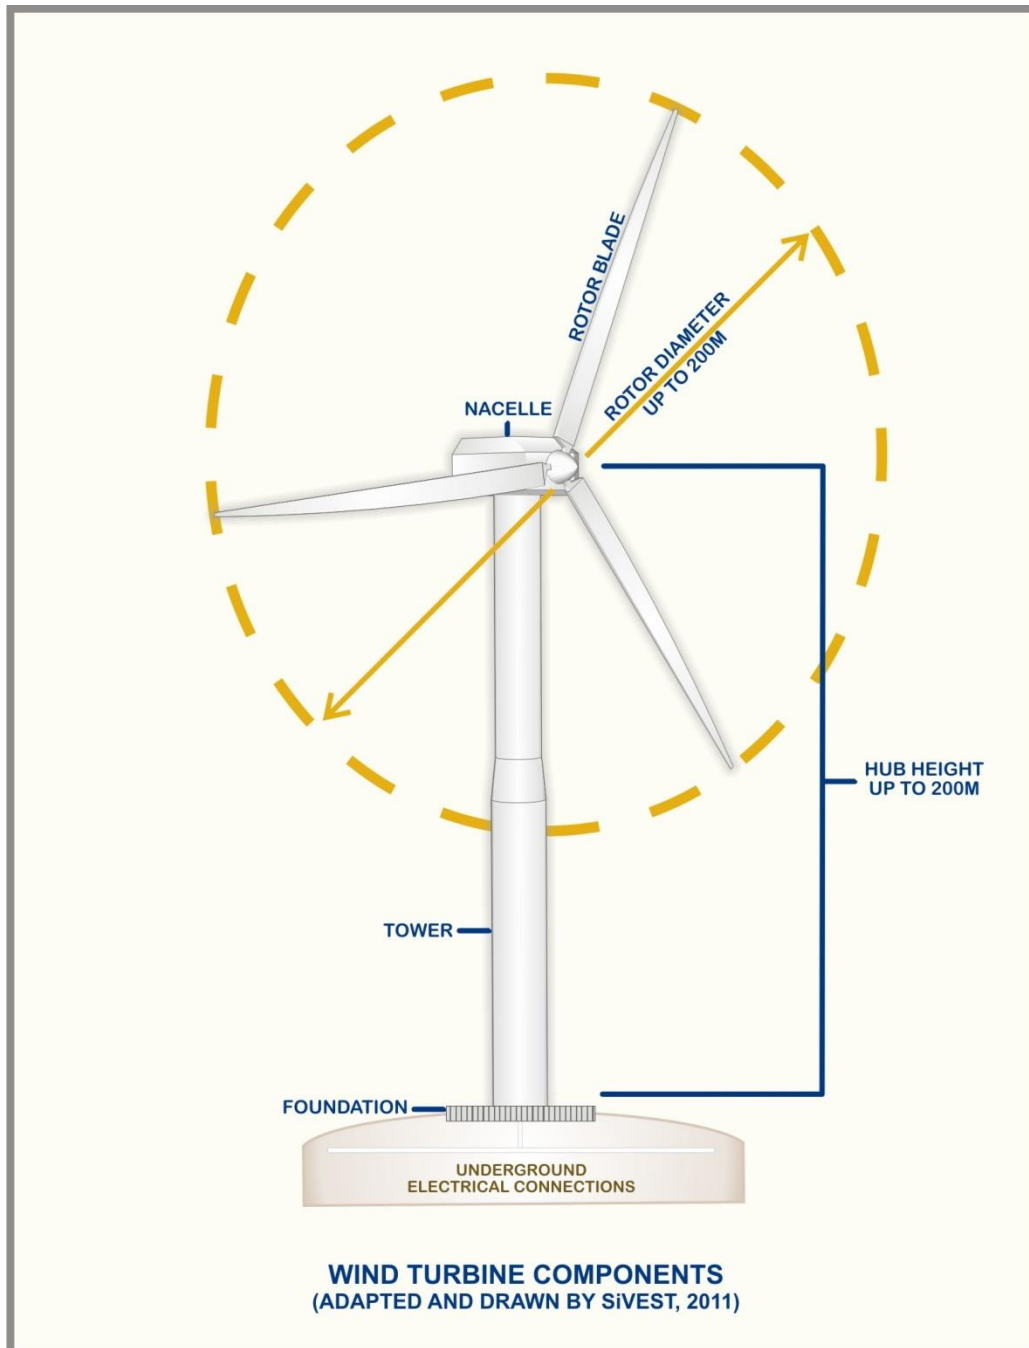 ROTOR BLADE
ROTOR DIAMETER
UP TO 200M
NACELLE
HUB HEIGHT
UP TO 200M
TOWER
FOUNDATION
UNDERGROUND
ELECTRICAL CONNECTIONS
WIND TURBINE COMPONENTS
(ADAPTED AND DRAWN BY SiVEST, 2011)